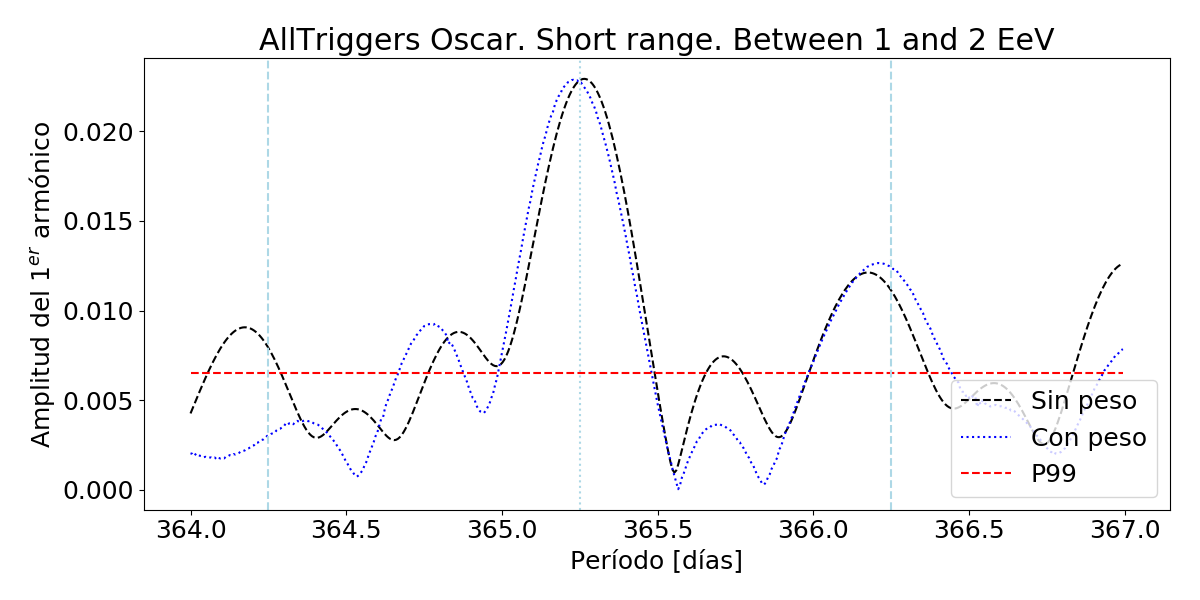 AllTriggers Oscar. Short range. Between 1 and 2 EeV
Amplitud del 1^{er} armónico
0.020
0.015
0.010
0.005
0.000
364.0 364.5 365.0 365.5 366.0 366.5 367.0
Período [días]
Sin peso
Con peso
P99